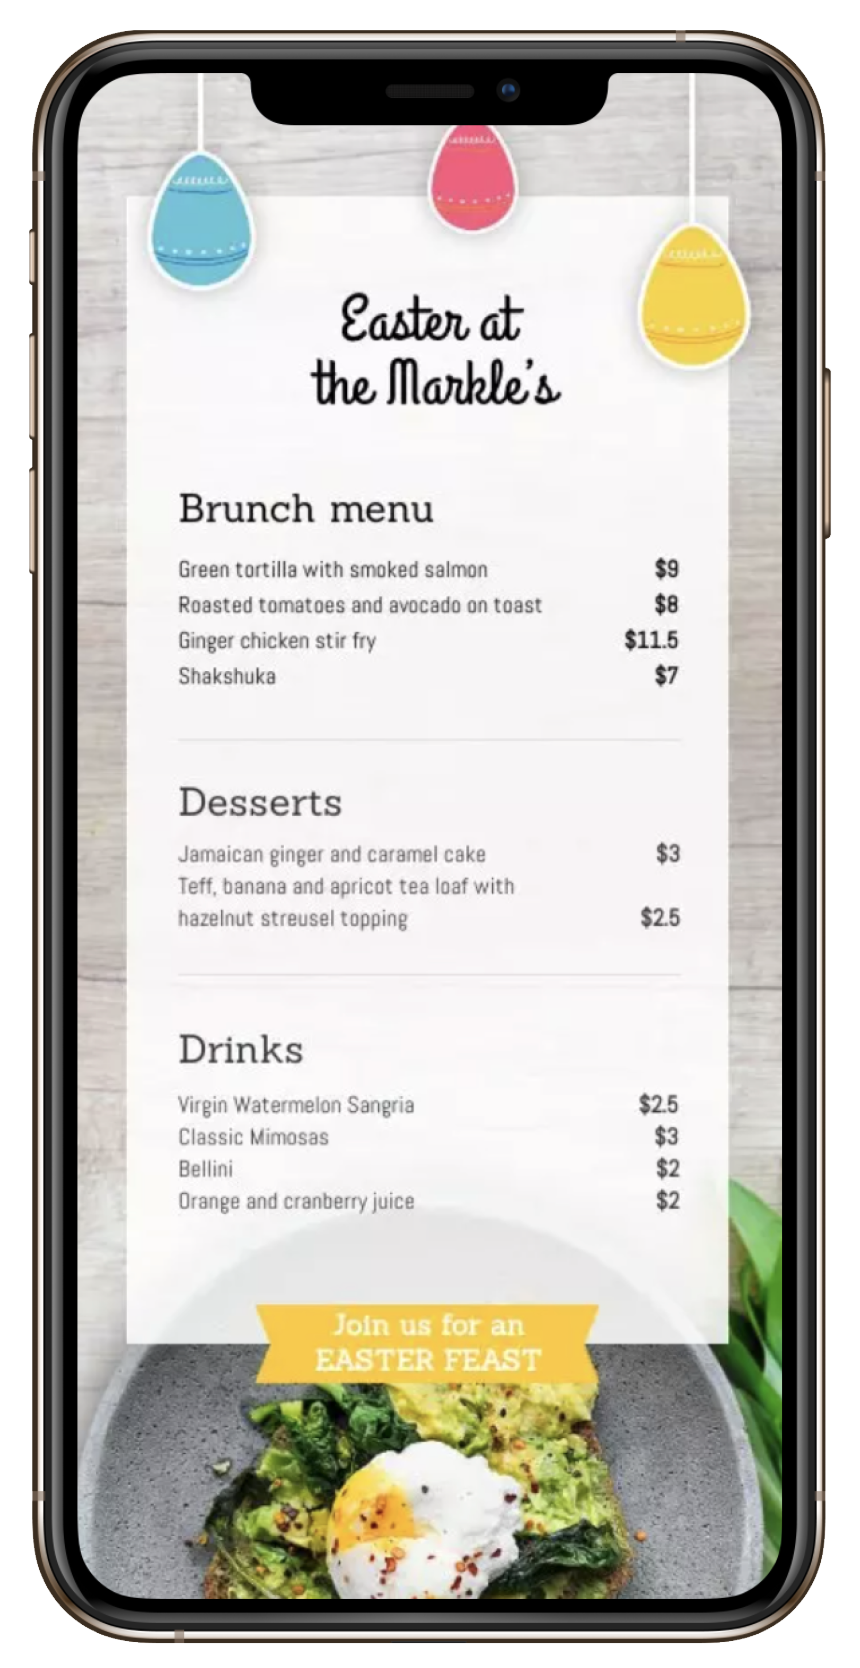 Easter at
the Markle's
Brunch menu
Green tortilla with smoked salmon $9
Roasted tomatoes and avocado on toast $8
Ginger chicken stir fry $11.5
Shakshuka $7
Desserts
Jamaican ginger and caramel cake $3
Teff, banana and apricot tea loaf with
hazelnut streusel topping $2.5
Drinks
Virgin Watermelon Sangria $2.5
Classic Mimosas $3
Bellini $2
Orange and cranberry juice $2
Join us for an
EASTER FEAST